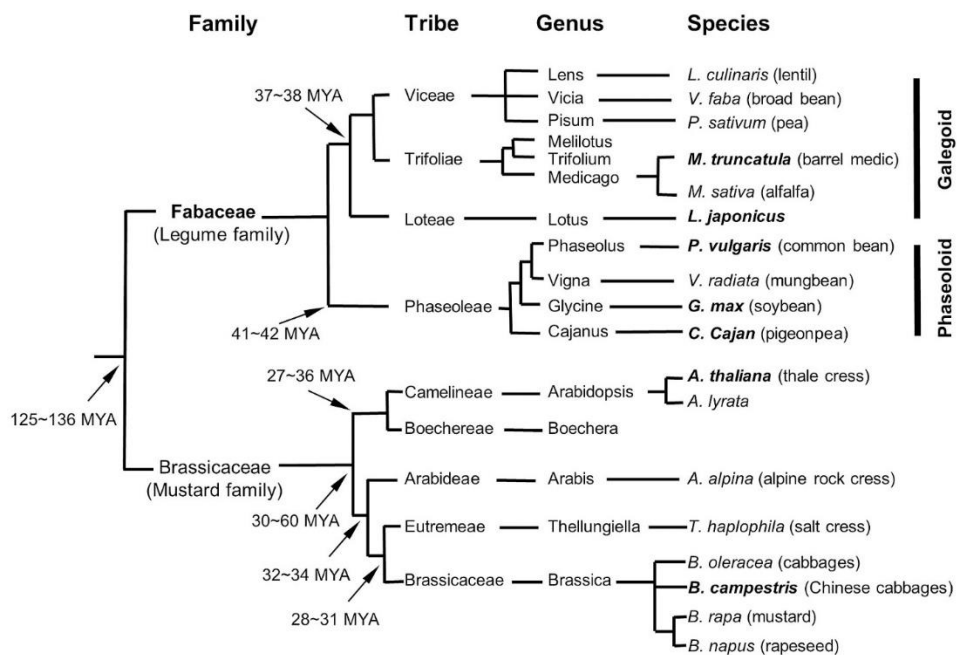 Family Tribe Genus Species
Lens L. culinaris (lentil)
37~38 MYA
Viceae Vicia V. faba (broad bean)
Pisum P. sativum (pea)
Melilotus
Trifoliae Trifolium M. truncatula (barrel medic)
Medicago
M. sativa (alfalfa)
Galegoid
Fabaceae Loteae Lotus L. japonicus
(Legume family)
Phaseolus P. vulgaris (common bean)
Vigna V. radiata (mungbean)
Phaseoleae Glycine G. max (soybean)
41~42 MYA Cajanus C. Cajan (pigeonpea)
Phaseoloid
27~36 MYA
A. thaliana (thale cress)
Camelineae Arabidopsis
A. lyrata
125~136 MYA
Boechereae Boechera
Brassicaceae
(Mustard family)
Arabideae Arabis A. alpina (alpine rock cress)
30~60 MYA
Eutremeae Thellungiella T. haplophila (salt cress)
B. oleracea (cabbages)
32~34 MYA
Brassicaceae Brassica B. campestris (Chinese cabbages)
28~31 MYA
B. rapa (mustard)
B. napus (rapeseed)